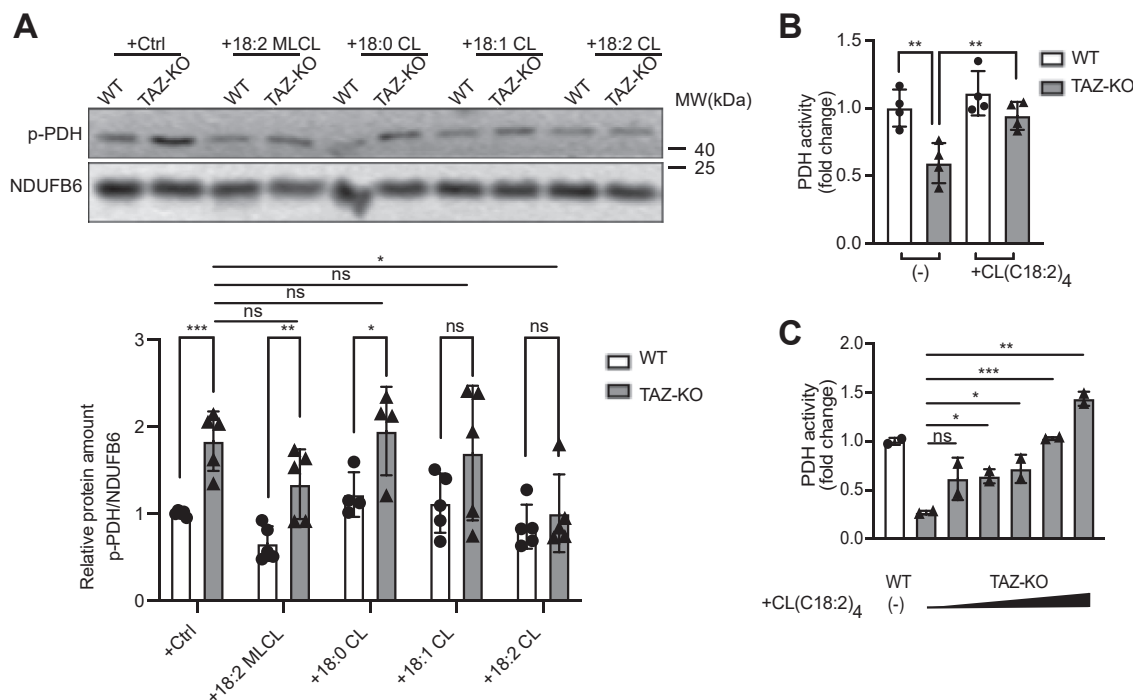 A
+Ctrl +18:2 MLCL +18:0 CL +18:1 CL +18:2 CL
WT TAZ-KO WT TAZ-KO WT TAZ-KO WT TAZ-KO WT TAZ-KO
MW(kDa)
p-PDH
40
25
NDUFB6
*
ns
ns
ns
*** ** * ns ns
3
2
1
0
Relative protein amount
p-PDH/NDUFB6
WT
TAZ-KO
+Ctrl
+18:2 MLCL
+18:0 CL
+18:1 CL
+18:2 CL
B
1.5
1.0
0.5
0.0
PDH activity
(fold change)
** **
WT
TAZ-KO
(-) +CL(C18:2)4
C
2.0
1.5
1.0
0.5
0.0
PDH activity
(fold change)
**
***
*
*
ns
WT TAZ-KO
+CL(C18:2)4 (-)